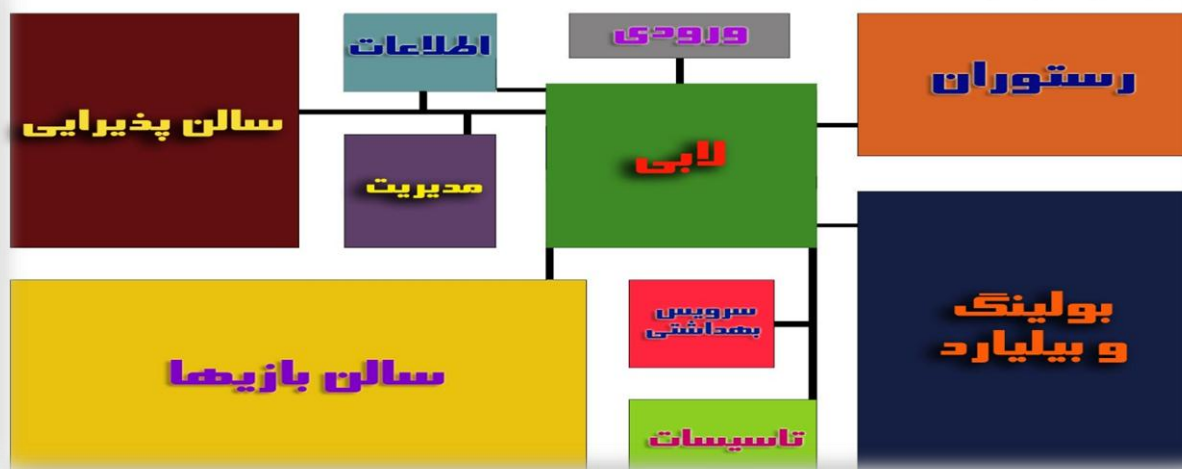 ورودی
اطلاعات
رستوران
سالن پذیرایی
لابی
مدیریت
بولینگ
و بیلیارد
سرویس
بهداشتی
سالن بازیها
تاسیسات